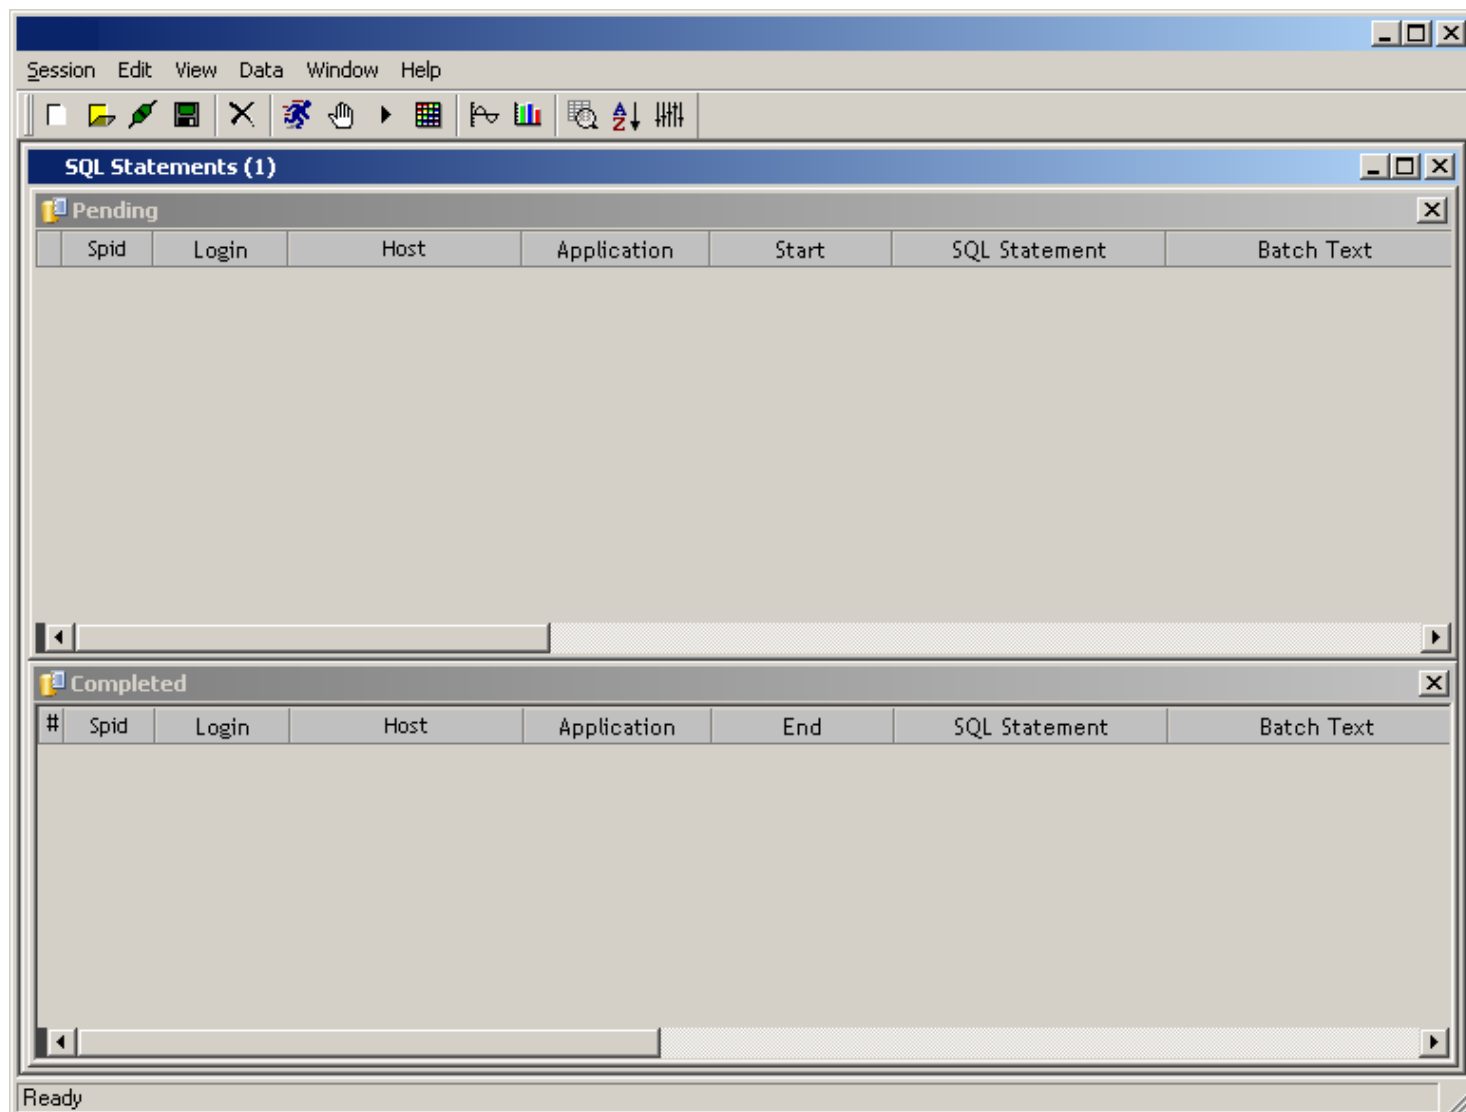 Session Edit View Data Window Help
SQL Statements (1)
Pending
Spid Login Host Application Start SQL Statement Batch Text
Completed
# Spid Login Host Application End SQL Statement Batch Text
Ready